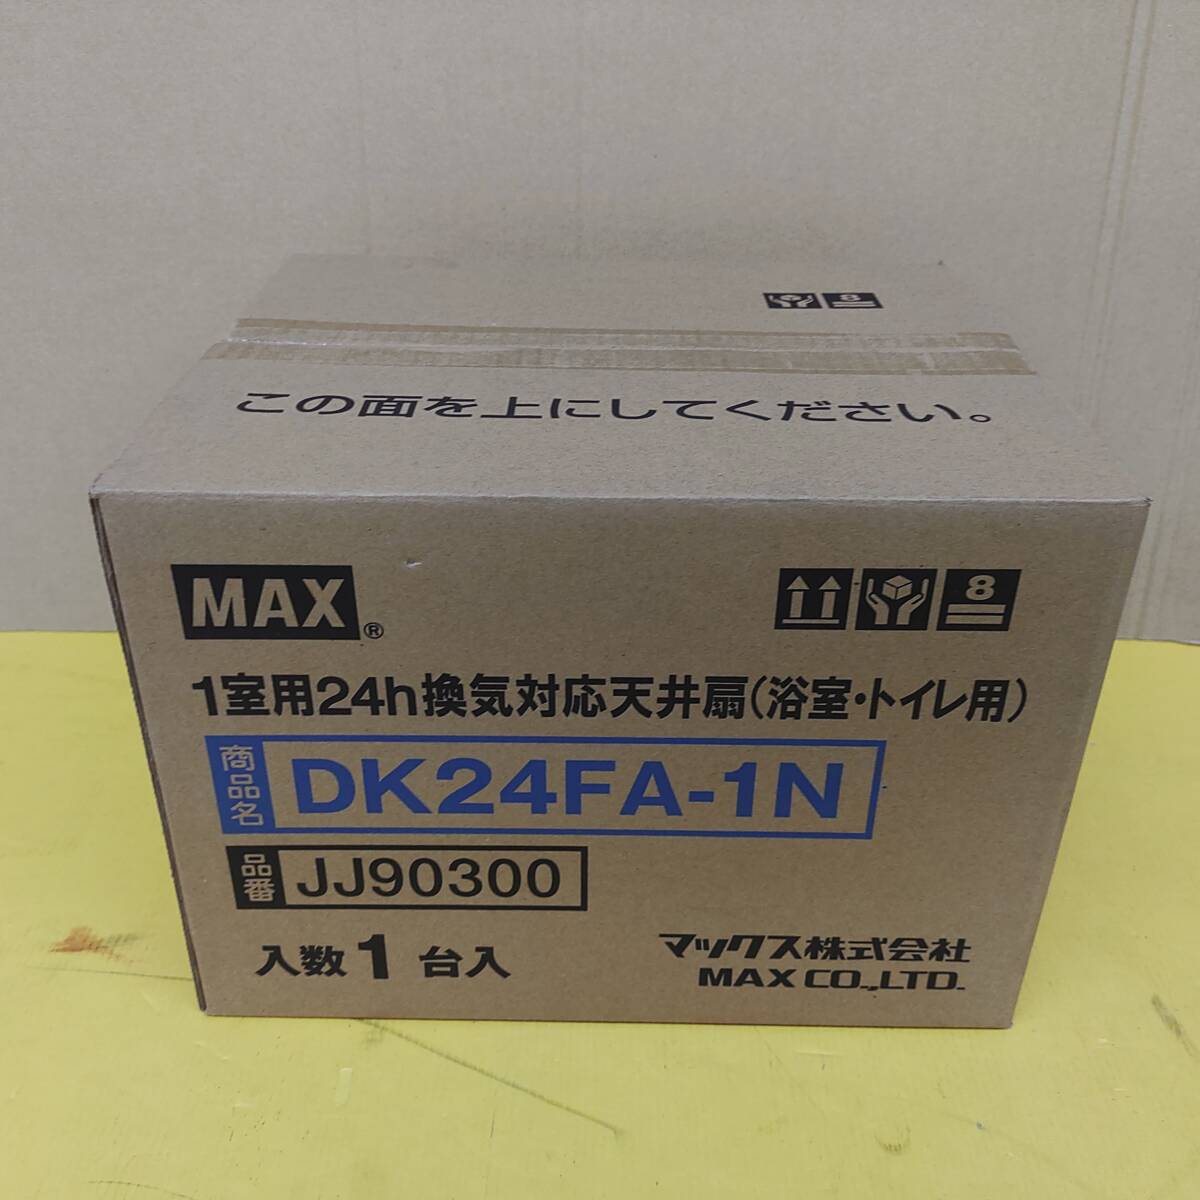 8
この面を上にしてください。
MAX®
8
1室用24h換気対応天井扇(浴室・トイレ用)
商品名 DK24FA-1N
品番 JJ90300
入数1台入
マックス株式会社
MAX CO.,LTD.